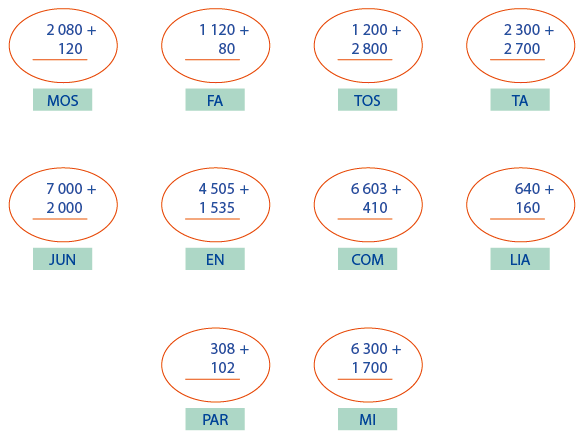 2 080 +
120
MOS
1 120 +
80
FA
1 200 +
2 800
TOS
2 300 +
2 700
TA
7 000 +
2 000
JUN
4 505 +
1 535
EN
6 603 +
410
COM
640 +
160
LIA
308 +
102
PAR
6 300 +
1 700
MI